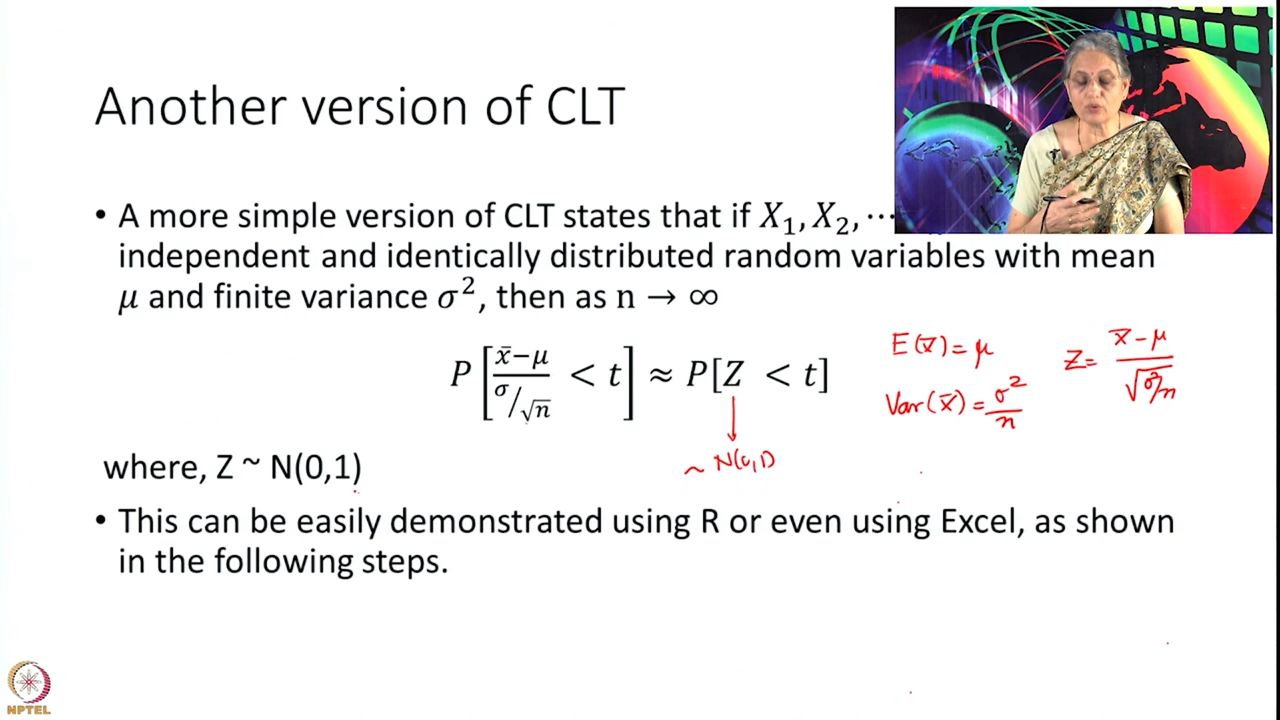 Another version of CLT
• A more simple version of CLT states that if X₁, X₂, ⋯
independent and identically distributed random variables with mean
μ and finite variance σ², then as n → ∞
P[(x̄−μ)/(σ/√n) < t] ≈ P[Z < t]
E(x̄) = μ
Var(x̄) = σ²/n
Z = (x̄ - μ)/√(σ²/n)
~ N(0,1)
where, Z ~ N(0,1)
• This can be easily demonstrated using R or even using Excel, as shown
in the following steps.
NPTEL